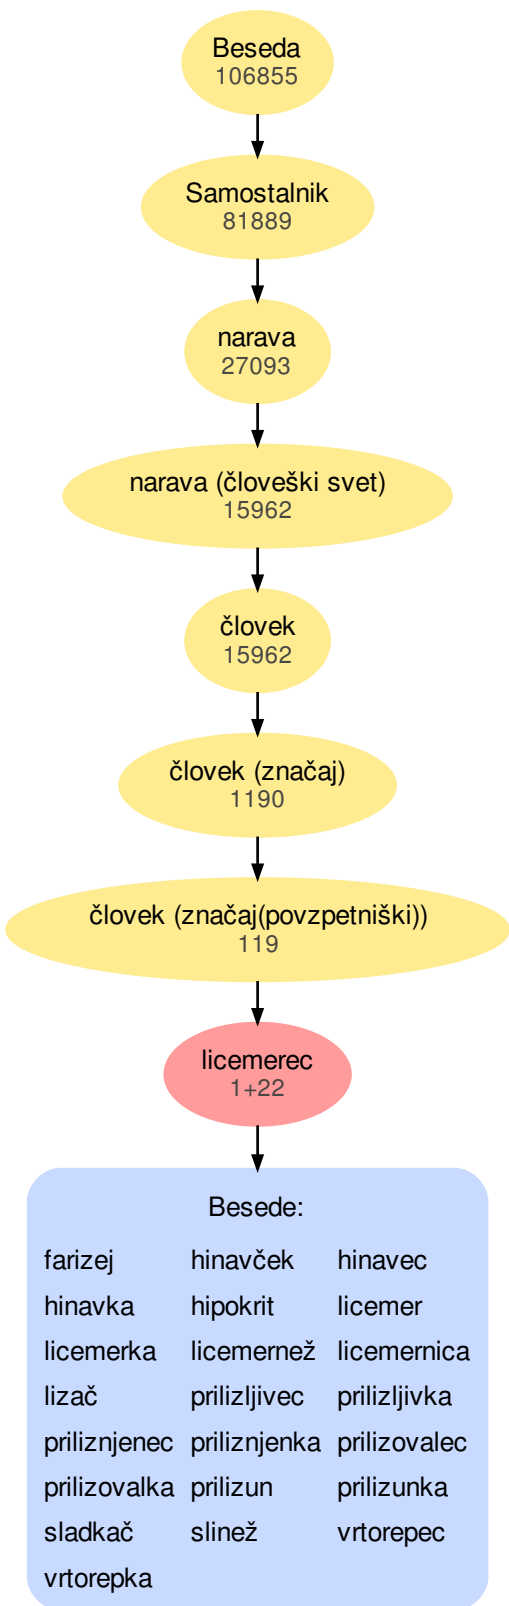 Beseda
106855
Samostalnik
81889
narava
27093
narava (človeški svet)
15962
človek
15962
človek (značaj)
1190
človek (značaj(povzpetniški))
119
licemerec
1+22
Besede:
farizej hinavček hinavec
hinavka hipokrit licemer
licemerka licemernež licemernica
lizač prilizljivec prilizljivka
priliznjenec priliznjenka prilizovalec
prilizovalka prilizun prilizunka
sladkač slinež vrtorepec
vrtorepka